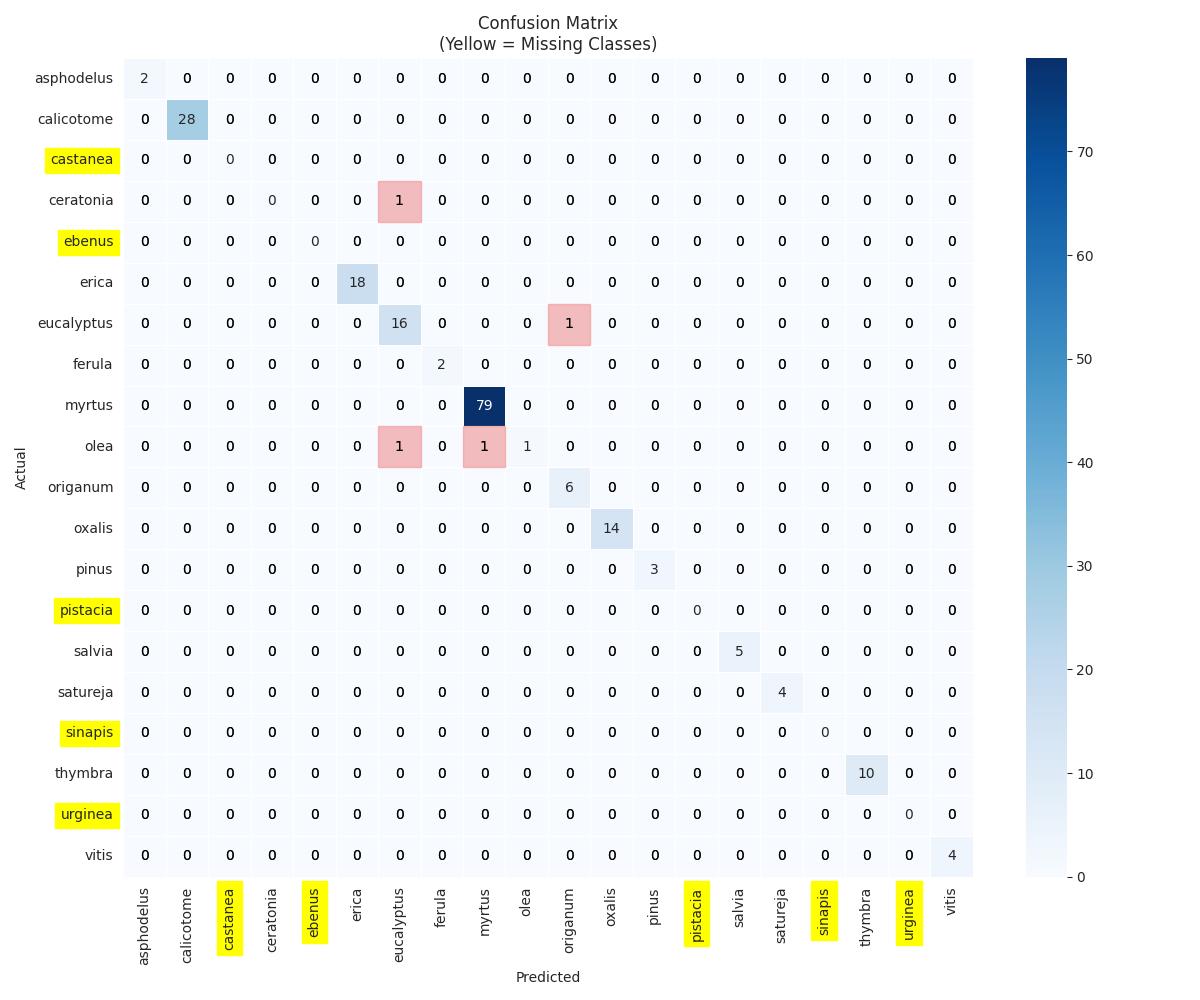 Confusion Matrix
(Yellow = Missing Classes)
asphodelus 2 0 0 0 0 0 0 0 0 0 0 0 0 0 0 0 0 0 0 0
calicotome 0 28 0 0 0 0 0 0 0 0 0 0 0 0 0 0 0 0 0 0
castanea 0 0 0 0 0 0 0 0 0 0 0 0 0 0 0 0 0 0 0 0
ceratonia 0 0 0 0 0 0 1 0 0 0 0 0 0 0 0 0 0 0 0 0
ebenus 0 0 0 0 0 0 0 0 0 0 0 0 0 0 0 0 0 0 0 0
erica 0 0 0 0 0 18 0 0 0 0 0 0 0 0 0 0 0 0 0 0
eucalyptus 0 0 0 0 0 0 16 0 0 0 1 0 0 0 0 0 0 0 0 0
ferula 0 0 0 0 0 0 0 2 0 0 0 0 0 0 0 0 0 0 0 0
myrtus 0 0 0 0 0 0 0 0 79 0 0 0 0 0 0 0 0 0 0 0
olea 0 0 0 0 0 0 1 0 1 1 0 0 0 0 0 0 0 0 0 0
origanum 0 0 0 0 0 0 0 0 0 0 6 0 0 0 0 0 0 0 0 0
oxalis 0 0 0 0 0 0 0 0 0 0 0 14 0 0 0 0 0 0 0 0
pinus 0 0 0 0 0 0 0 0 0 0 0 0 3 0 0 0 0 0 0 0
pistacia 0 0 0 0 0 0 0 0 0 0 0 0 0 0 0 0 0 0 0 0
salvia 0 0 0 0 0 0 0 0 0 0 0 0 0 0 5 0 0 0 0 0
satureja 0 0 0 0 0 0 0 0 0 0 0 0 0 0 0 4 0 0 0 0
sinapis 0 0 0 0 0 0 0 0 0 0 0 0 0 0 0 0 0 0 0 0
thymbra 0 0 0 0 0 0 0 0 0 0 0 0 0 0 0 0 0 10 0 0
urginea 0 0 0 0 0 0 0 0 0 0 0 0 0 0 0 0 0 0 0 0
vitis 0 0 0 0 0 0 0 0 0 0 0 0 0 0 0 0 0 0 0 4
Actual
asphodelus
calicotome
castanea
ceratonia
ebenus
erica
eucalyptus
ferula
myrtus
olea
origanum
oxalis
pinus
pistacia
salvia
satureja
sinapis
thymbra
urginea
vitis
Predicted
70
60
50
40
30
20
10
0